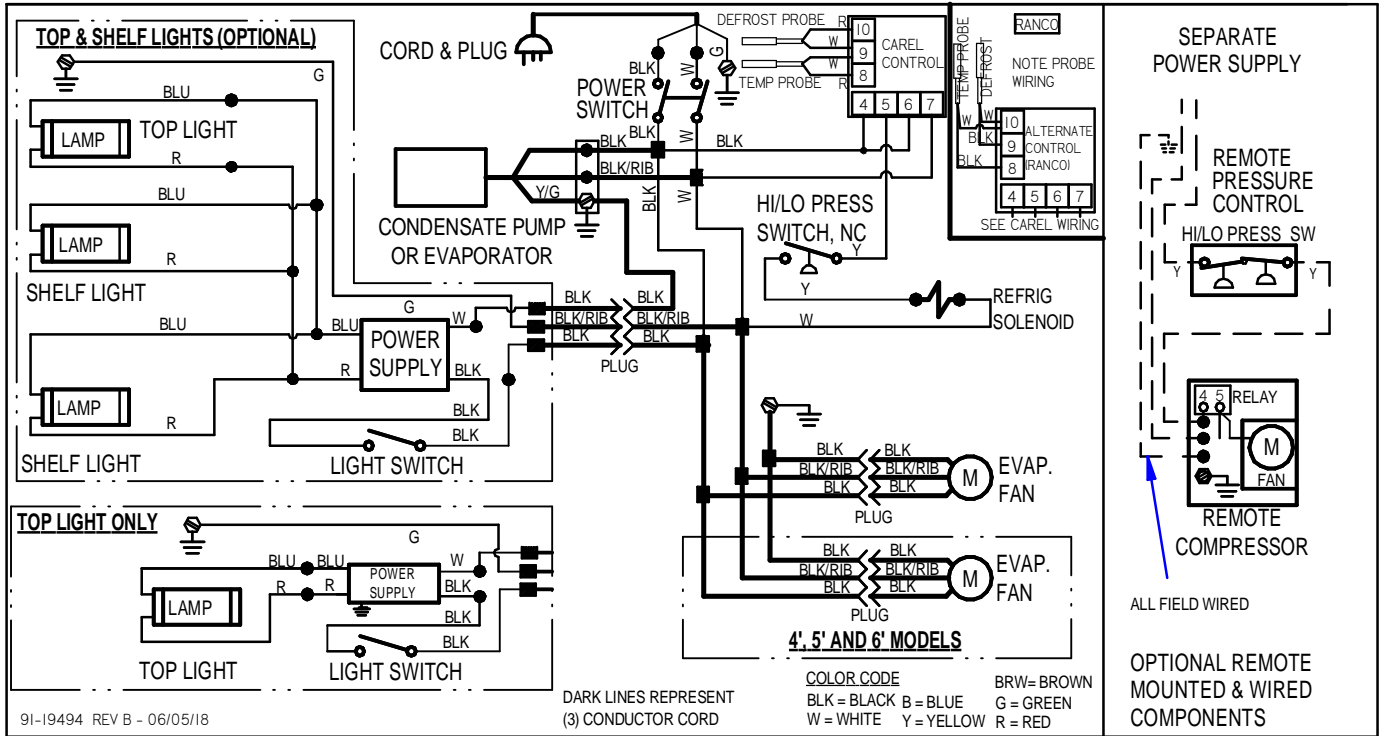 TOP & SHELF LIGHTS (OPTIONAL)
G
BLU
LAMP
TOP LIGHT
R
BLU
LAMP
R
SHELF LIGHT
BLU
BLU
G
W
POWER
SUPPLY
R
BLK
LAMP
R
BLK
BLK
SHELF LIGHT
LIGHT SWITCH
CORD & PLUG
BLK
W
G
POWER
SWITCH
BLK
W
BLK
BLK
BLK/RIB
Y/G
BLK
W
CONDENSATE PUMP
OR EVAPORATOR
BLK
BLK
BLK/RIB
BLK/RIB
BLK
BLK
PLUG
DEFROST PROBE
R
W
W
TEMP PROBE
R
10
9
8
CAREL
CONTROL
4 5 6 7
HI/LO PRESS
SWITCH, NC
Y
Y
W
REFRIG
SOLENOID
RANCO
TEMP PROBE
DEFROST
NOTE PROBE
WIRING
W
W
BLK
BLK
10
9
8
ALTERNATE
CONTROL
(RANCO)
4 5 6 7
SEE CAREL WIRING
BLK
BLK
BLK/RIB
BLK/RIB
BLK
BLK
M
EVAP.
FAN
PLUG
BLK
BLK
BLK/RIB
BLK/RIB
BLK
BLK
M
EVAP.
FAN
PLUG
4', 5' AND 6' MODELS
TOP LIGHT ONLY
G
BLU
BLU
W
R
R
POWER
SUPPLY
BLK
LAMP
BLK
BLK
TOP LIGHT
LIGHT SWITCH
91-19494 REV B - 06/05/18
DARK LINES REPRESENT
(3) CONDUCTOR CORD
COLOR CODE
BLK = BLACK B = BLUE
W = WHITE Y = YELLOW
BRW= BROWN
G = GREEN
R = RED
SEPARATE
POWER SUPPLY
REMOTE
PRESSURE
CONTROL
HI/LO PRESS SW
Y
Y
4 5
RELAY
M
FAN
REMOTE
COMPRESSOR
ALL FIELD WIRED
OPTIONAL REMOTE
MOUNTED & WIRED
COMPONENTS